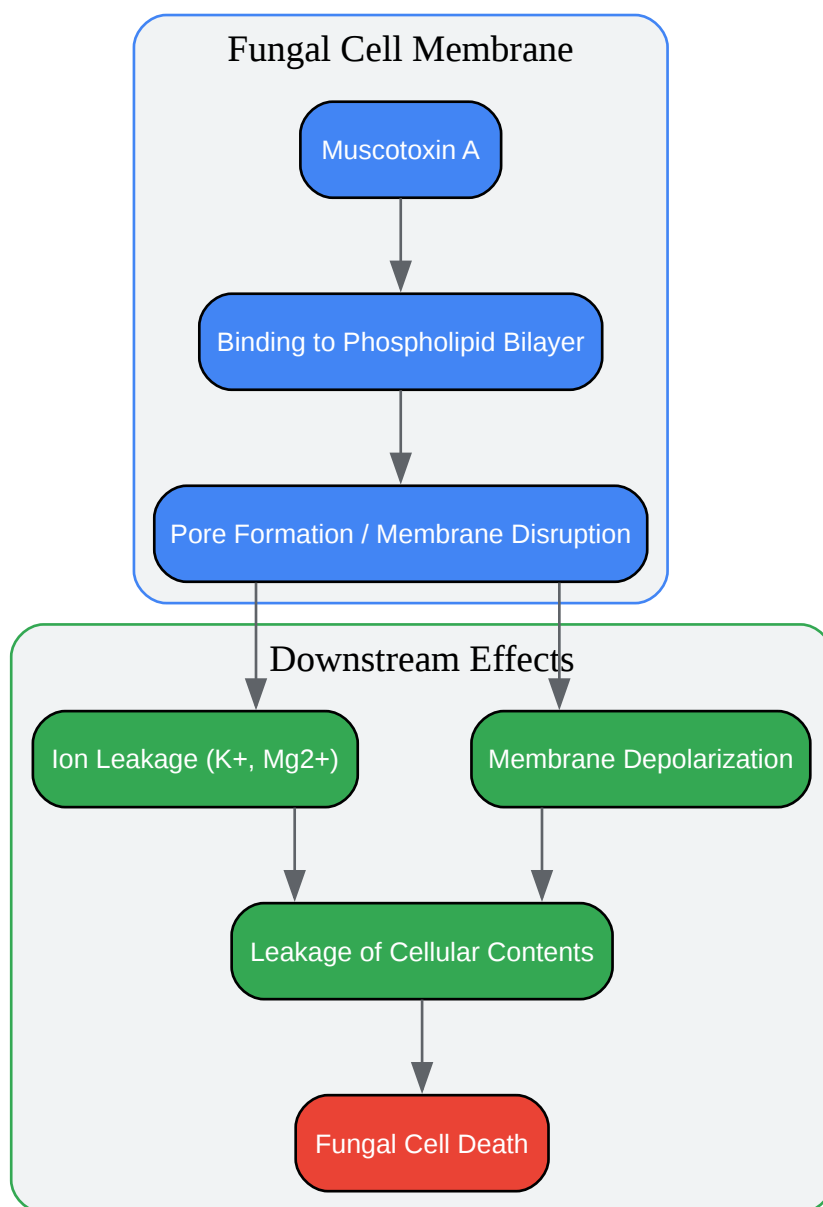 Fungal Cell Membrane
Muscotoxin A
Binding to Phospholipid Bilayer
Pore Formation / Membrane Disruption
Downstream Effects
Ion Leakage (K+, Mg2+)
Membrane Depolarization
Leakage of Cellular Contents
Fungal Cell Death